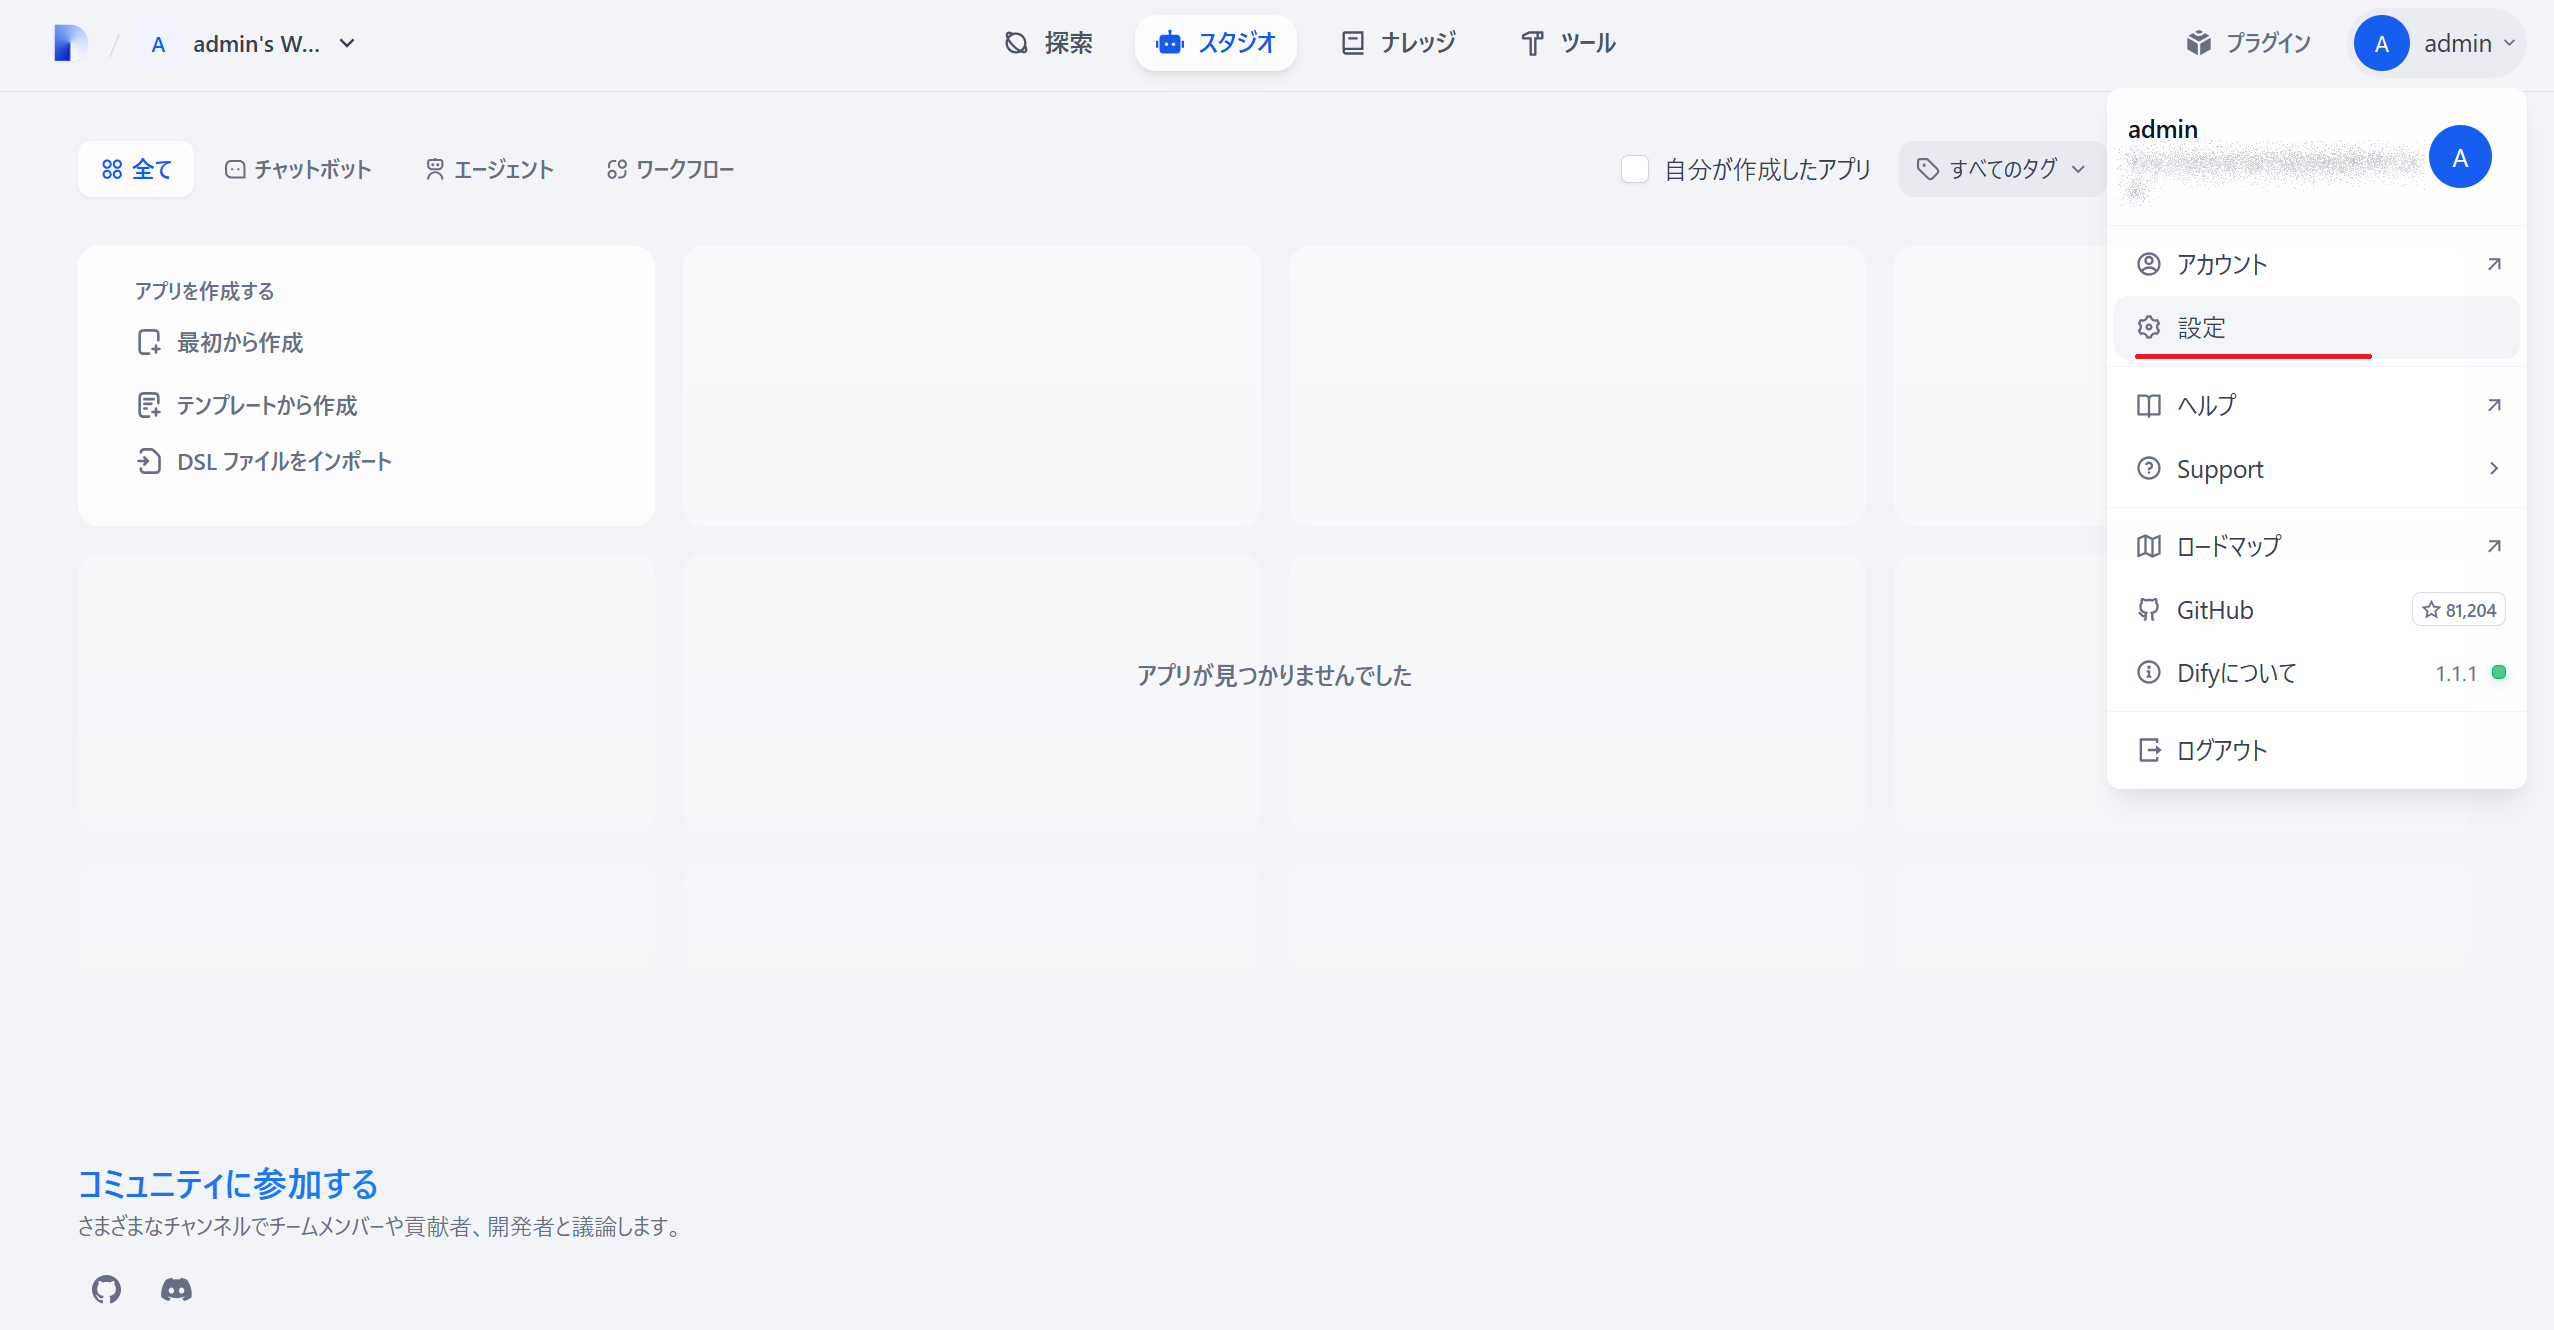 A admin's W...
探索
スタジオ
ナレッジ
ツール
プラグイン
A admin
全て
チャットボット
エージェント
ワークフロー
自分が作成したアプリ
すべてのタグ
admin
A
アカウント
設定
ヘルプ
Support
ロードマップ
GitHub 81,204
Difyについて 1.1.1
ログアウト
アプリを作成する
最初から作成
テンプレートから作成
DSL ファイルをインポート
アプリが見つかりませんでした
コミュニティに参加する
さまざまなチャンネルでチームメンバーや貢献者、開発者と議論します。